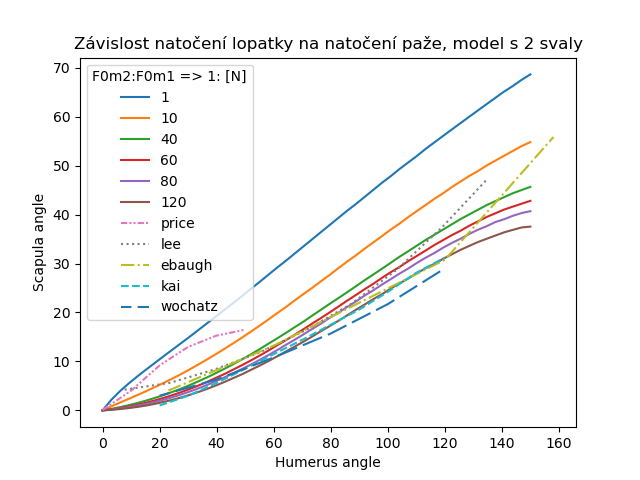 Závislost natočení lopatky na natočení paže, model s 2 svaly
F0m2:F0m1 => 1: [N]
1
10
40
60
80
120
price
lee
ebaugh
kai
wochatz
Scapula angle
70
60
50
40
30
20
10
0
0 20 40 60 80 100 120 140 160
Humerus angle